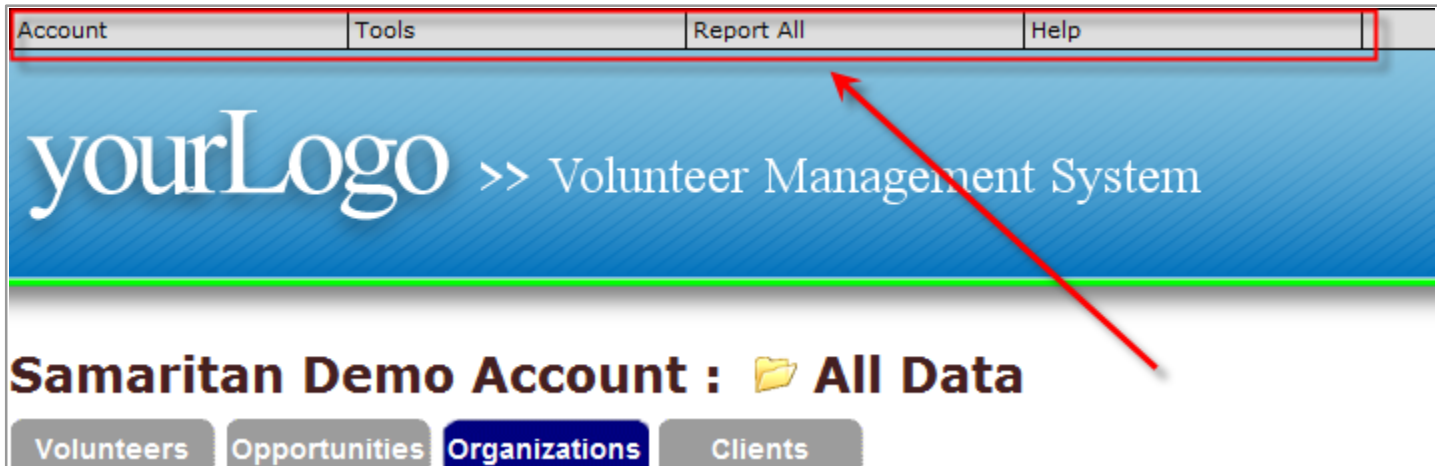 Account Tools Report All Help
yourLogo >> Volunteer Management System
Samaritan Demo Account : All Data
Volunteers Opportunities Organizations Clients